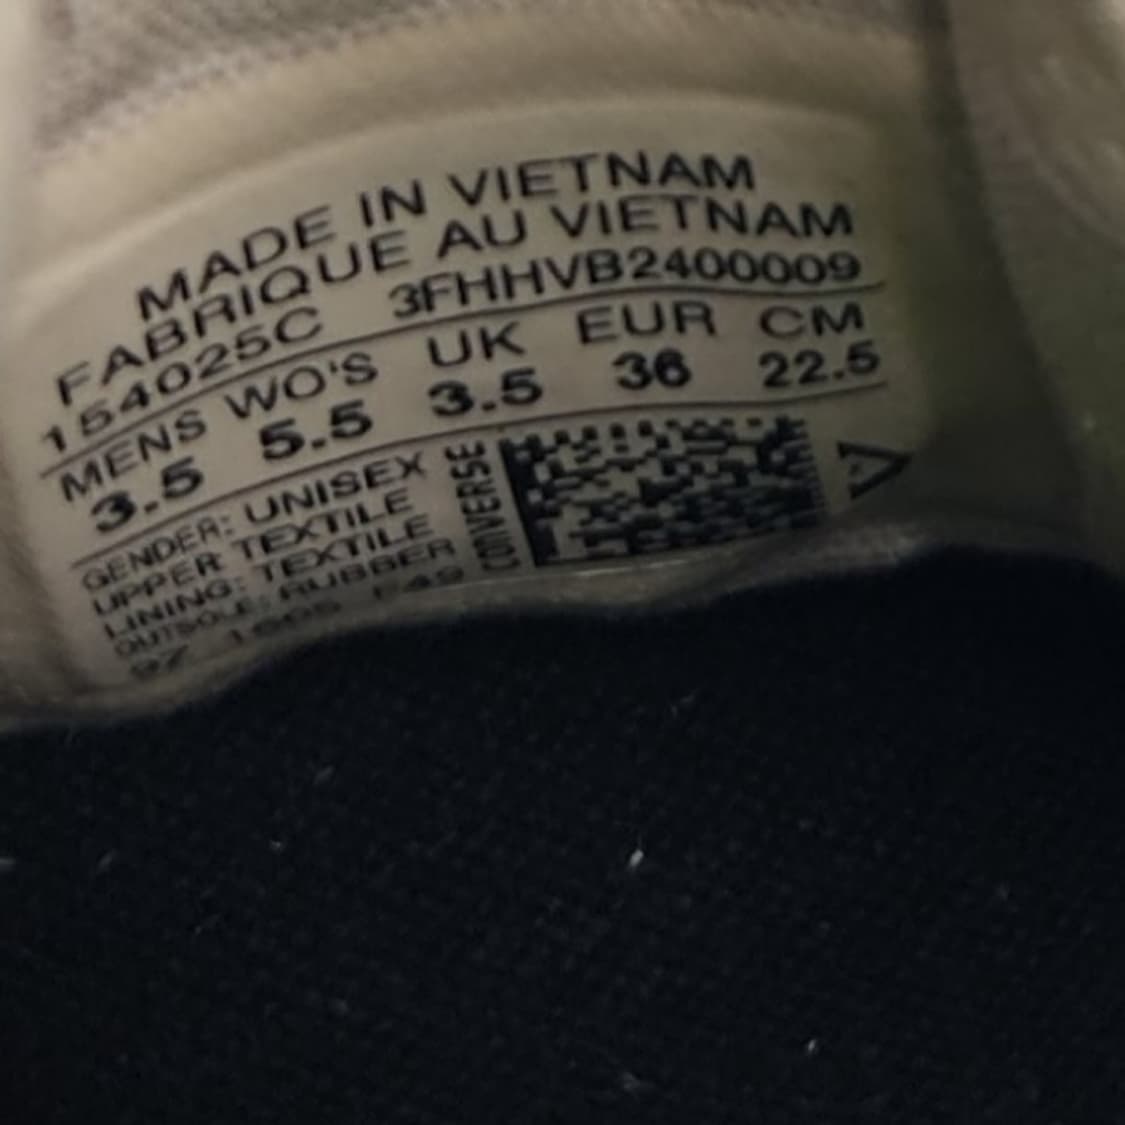 MADE IN VIETNAM
FABRIQUE AU VIETNAM
154025C 3FHHVB2400009
MENS WO'S UK EUR CM
3.5 5.5 3.5 36 22.5
GENDER: UNISEX
UPPER: TEXTILE
LINING: TEXTILE
OUTSOLE: RUBBER
CONVERSE